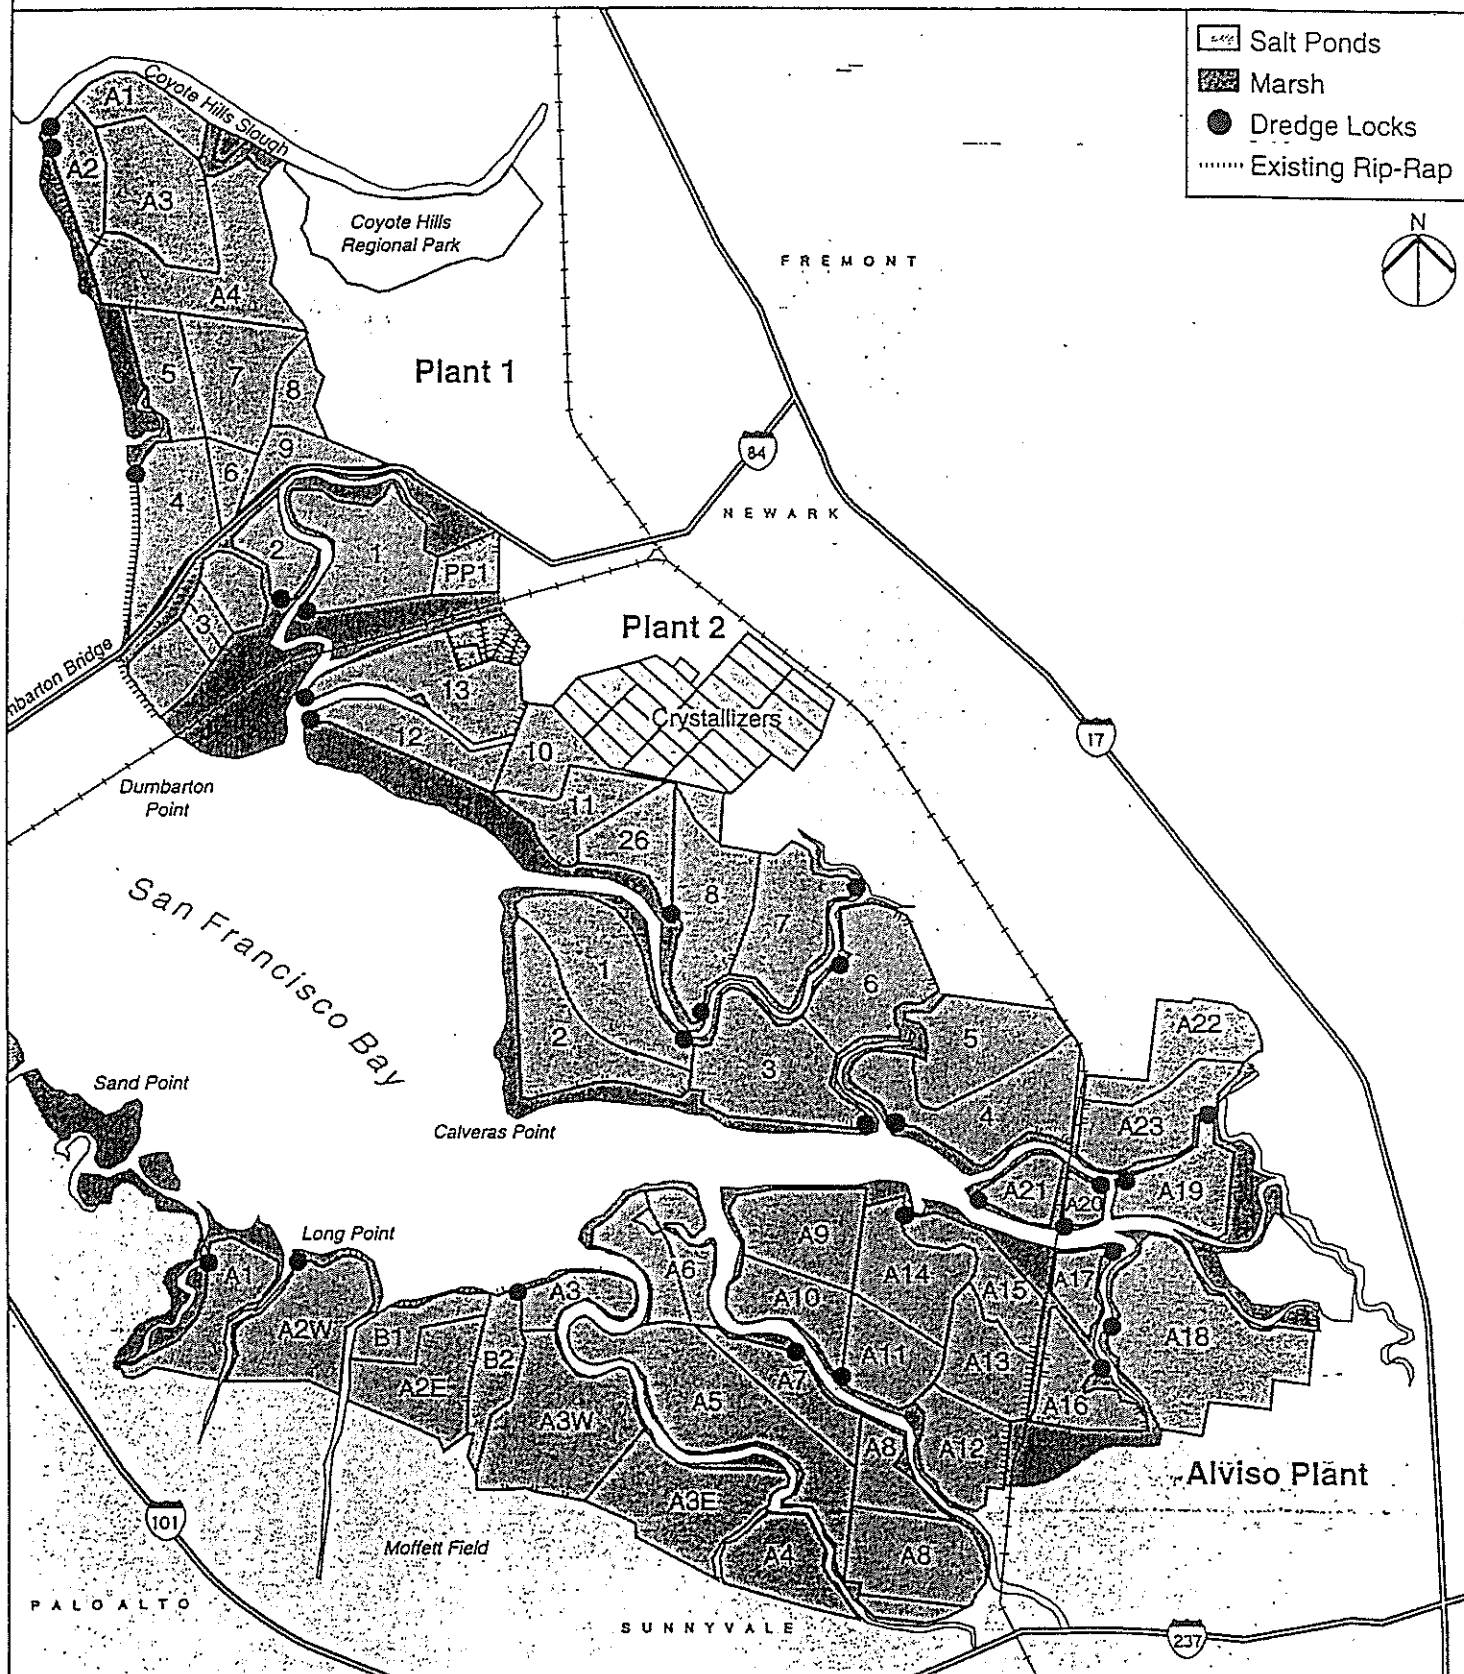 Salt Ponds
Marsh
Dredge Locks
Existing Rip-Rap
N
Coyote Hills Slough
A1
A2
A3
Coyote Hills
Regional Park
FREMONT
A4
Plant 1
5
7
8
84
9
6
4
NEWARK
2
1
PP1
3
Plant 2
mbarton Bridge
13
Crystallizers
12
10
17
Dumbarton
Point
11
26
8
7
San Francisco Bay
1
6
2
5
A22
3
Sand Point
4
A23
Calveras Point
A21
A20
A19
Long Point
A9
A1
A6
A14
A17
A3
A10
A15
A2W
A18
B1
B2
A11
A13
A7
A2E
A5
A16
A3W
A8
A12
Alviso Plant
A3E
101
Moffett Field
A4
A8
PALO ALTO
SUNNYVALE
237